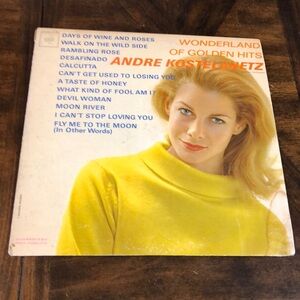 DAYS OF WINE AND ROSES
WALK ON THE WILD SIDE
RAMBLING ROSE
DESAFINADO
CALCUTTA
CAN'T GET USED TO LOSING YOU
A TASTE OF HONEY
WHAT KIND OF FOOL AM I
DEVIL WOMAN
MOON RIVER
I CAN'T STOP LOVING YOU
FLY ME TO THE MOON
(In Other Words)
WONDERLAND
OF GOLDEN HITS
ANDRE KOSTELANETZ